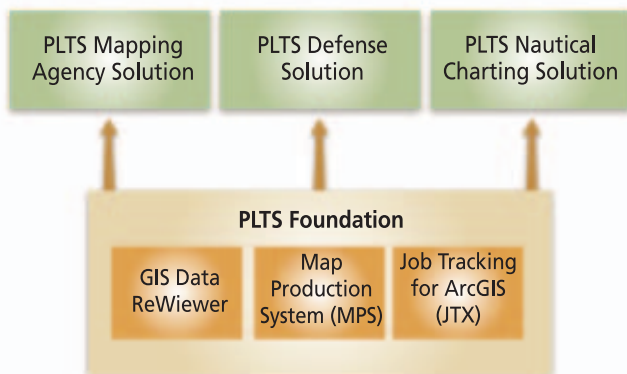 PLTS Mapping
Agency Solution
PLTS Defense
Solution
PLTS Nautical
Charting Solution
PLTS Foundation
GIS Data
ReWiewer
Map
Production
System (MPS)
Job Tracking
for ArcGIS
(JTX)